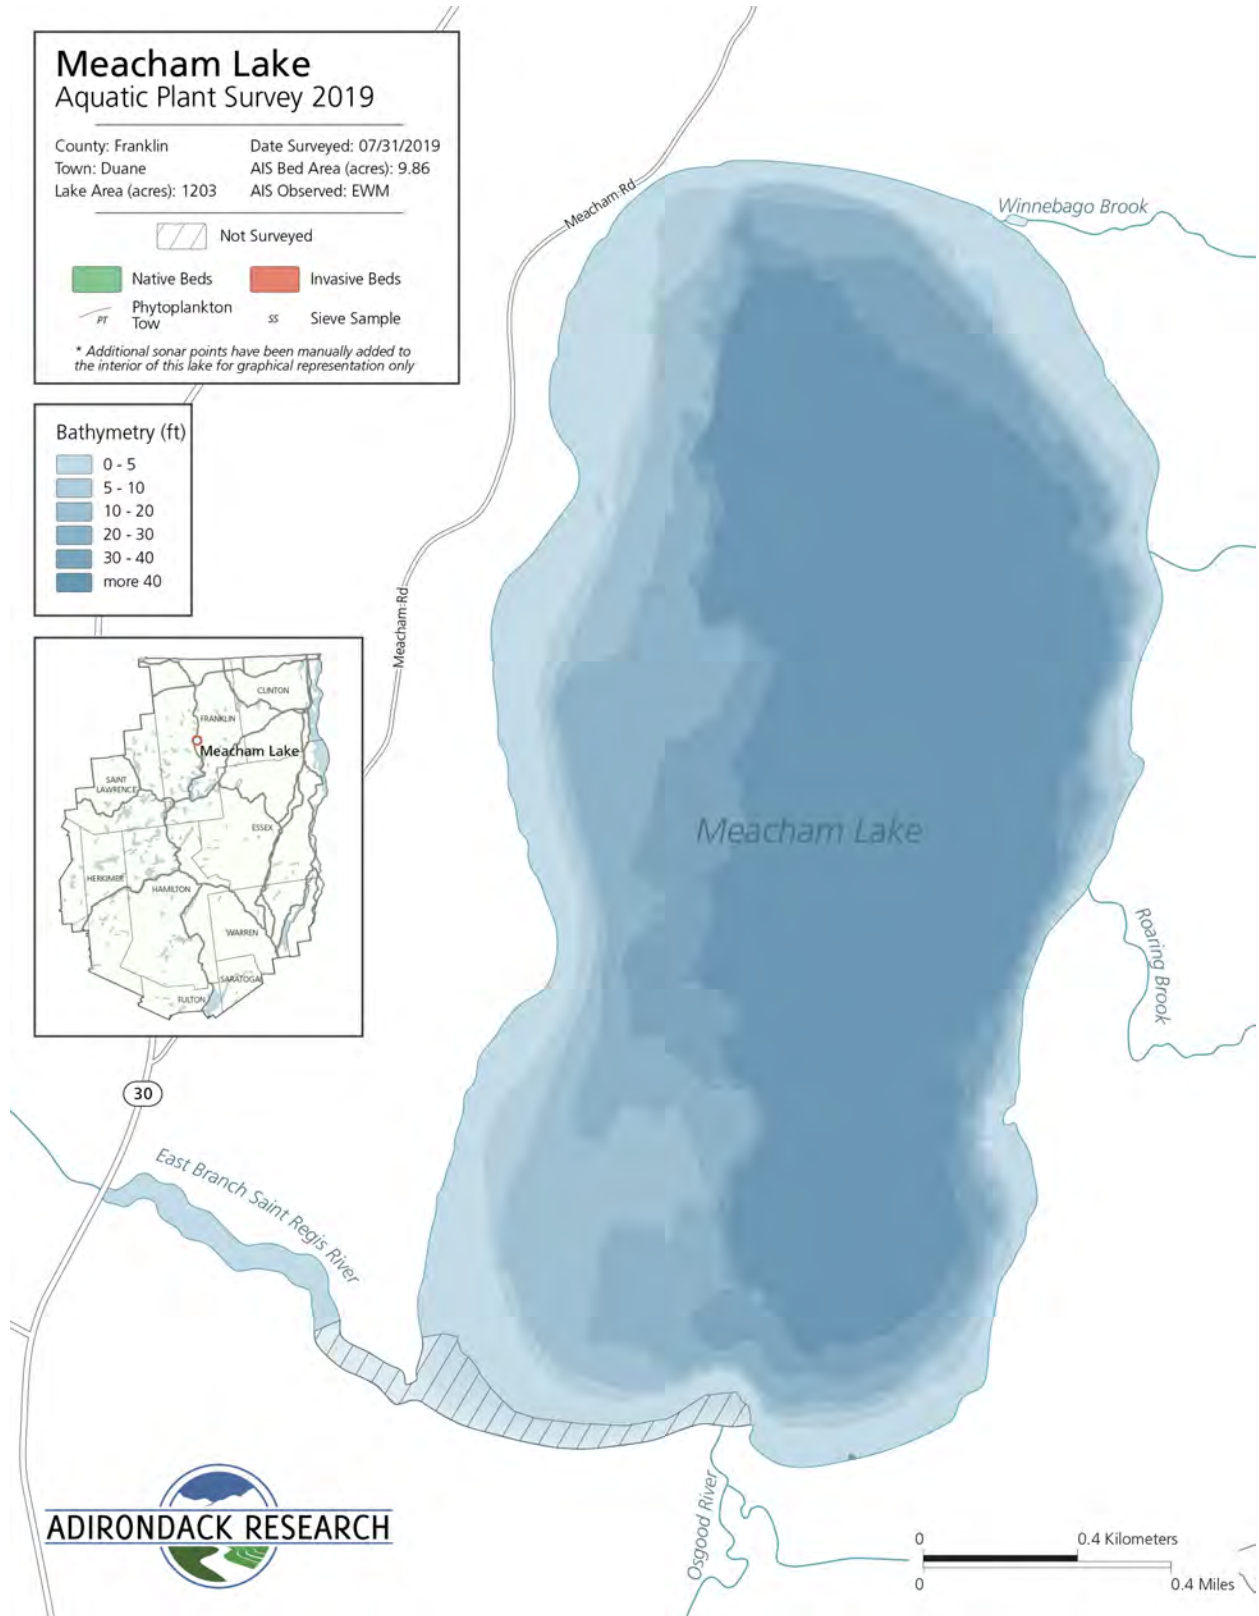 Meacham Lake
Aquatic Plant Survey 2019
County: Franklin
Date Surveyed: 07/31/2019
Town: Duane
AIS Bed Area (acres): 9.86
Lake Area (acres): 1203
AIS Observed: EWM
Not Surveyed
Native Beds
Invasive Beds
PT
Phytoplankton
Tow
SS
Sieve Sample
* Additional sonar points have been manually added to
the interior of this lake for graphical representation only
Bathymetry (ft)
0 - 5
5 - 10
10 - 20
20 - 30
30 - 40
more 40
CLINTON
FRANKLIN
Meacham Lake
SAINT
LAWRENCE
ESSEX
HERKIMER
HAMILTON
WARREN
SARATOGA
FULTON
Meacham Rd
Winnebago Brook
Meacham Rd
Meacham Lake
Roaring Brook
30
East Branch Saint Regis River
Osgood River
ADIRONDACK RESEARCH
0
0.4 Kilometers
0
0.4 Miles